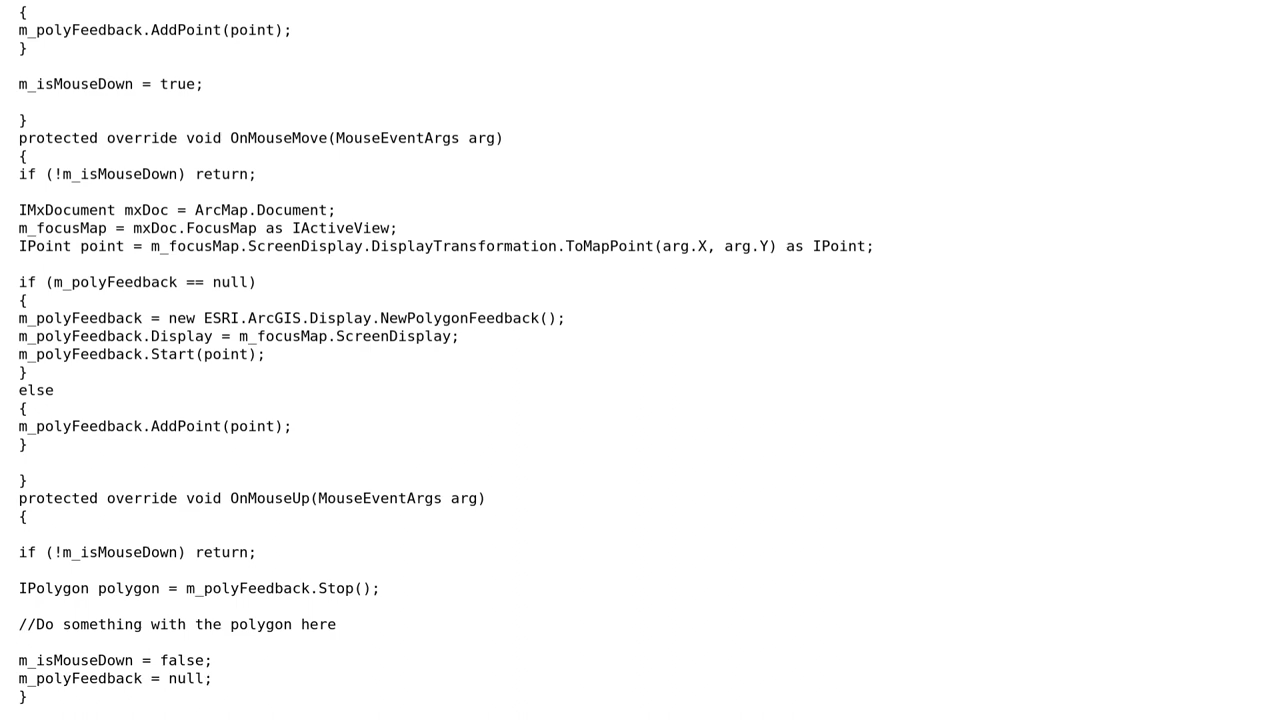 {
m_polyFeedback.AddPoint(point);
}
m_isMouseDown = true;
}
protected override void OnMouseMove(MouseEventArgs arg)
{
if (!m_isMouseDown) return;
IMxDocument mxDoc = ArcMap.Document;
m_focusMap = mxDoc.FocusMap as IActiveView;
IPoint point = m_focusMap.ScreenDisplay.DisplayTransformation.ToMapPoint(arg.X, arg.Y) as IPoint;
if (m_polyFeedback == null)
{
m_polyFeedback = new ESRI.ArcGIS.Display.NewPolygonFeedback();
m_polyFeedback.Display = m_focusMap.ScreenDisplay;
m_polyFeedback.Start(point);
}
else
{
m_polyFeedback.AddPoint(point);
}
}
protected override void OnMouseUp(MouseEventArgs arg)
{
if (!m_isMouseDown) return;
IPolygon polygon = m_polyFeedback.Stop();
//Do something with the polygon here
m_isMouseDown = false;
m_polyFeedback = null;
}